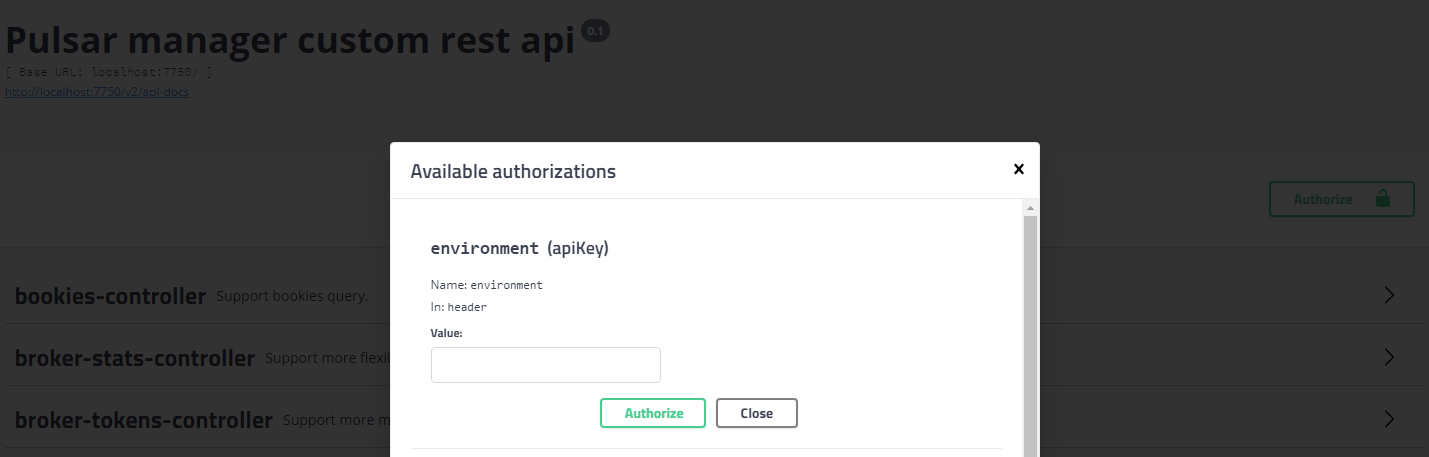 Pulsar manager custom rest api 0.1
[ Base URL: localhost:7750/ ]
http://localhost:7750/v2/api-docs
Available authorizations
Authorize
environment (apiKey)
Name: environment
In: header
Value:
Authorize Close
bookies-controller Support bookies query.
broker-stats-controller Support more flexi
broker-tokens-controller Support more m